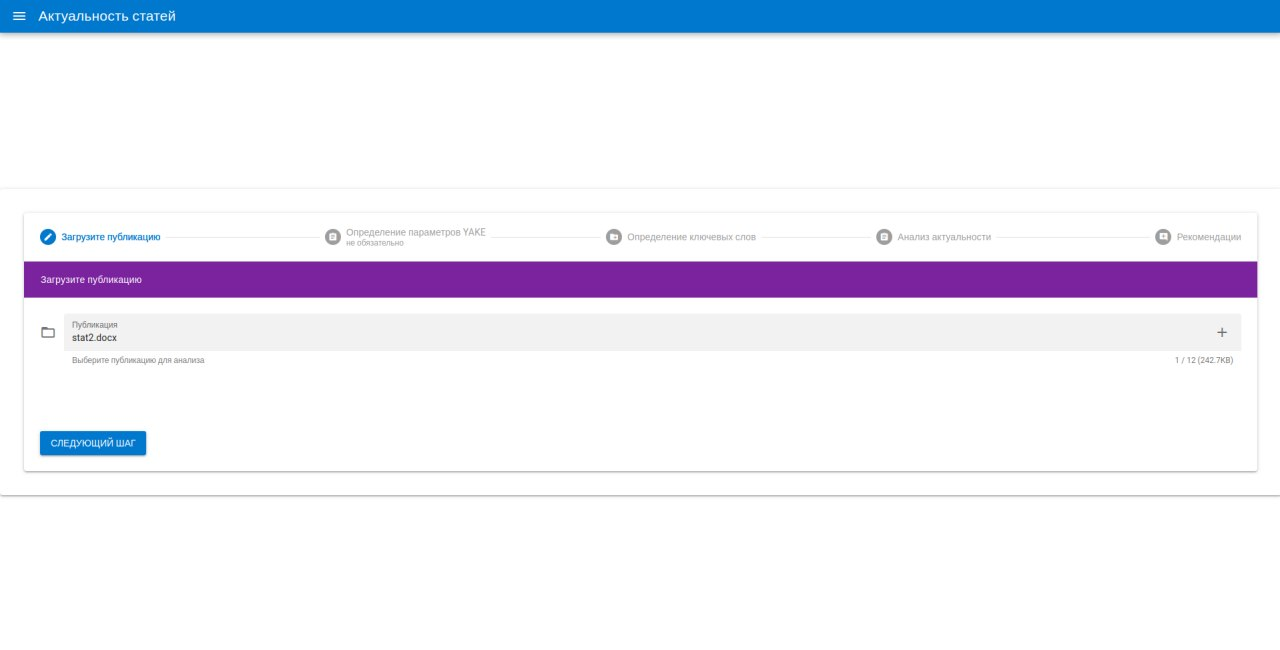 Актуальность статей
Загрузите публикацию
Определение параметров YAKE
не обязательно
Определение ключевых слов
Анализ актуальности
Рекомендации
Загрузите публикацию
Публикация
stat2.docx
Выберите публикацию для анализа
1 / 12 (242.7KB)
СЛЕДУЮЩИЙ ШАГ